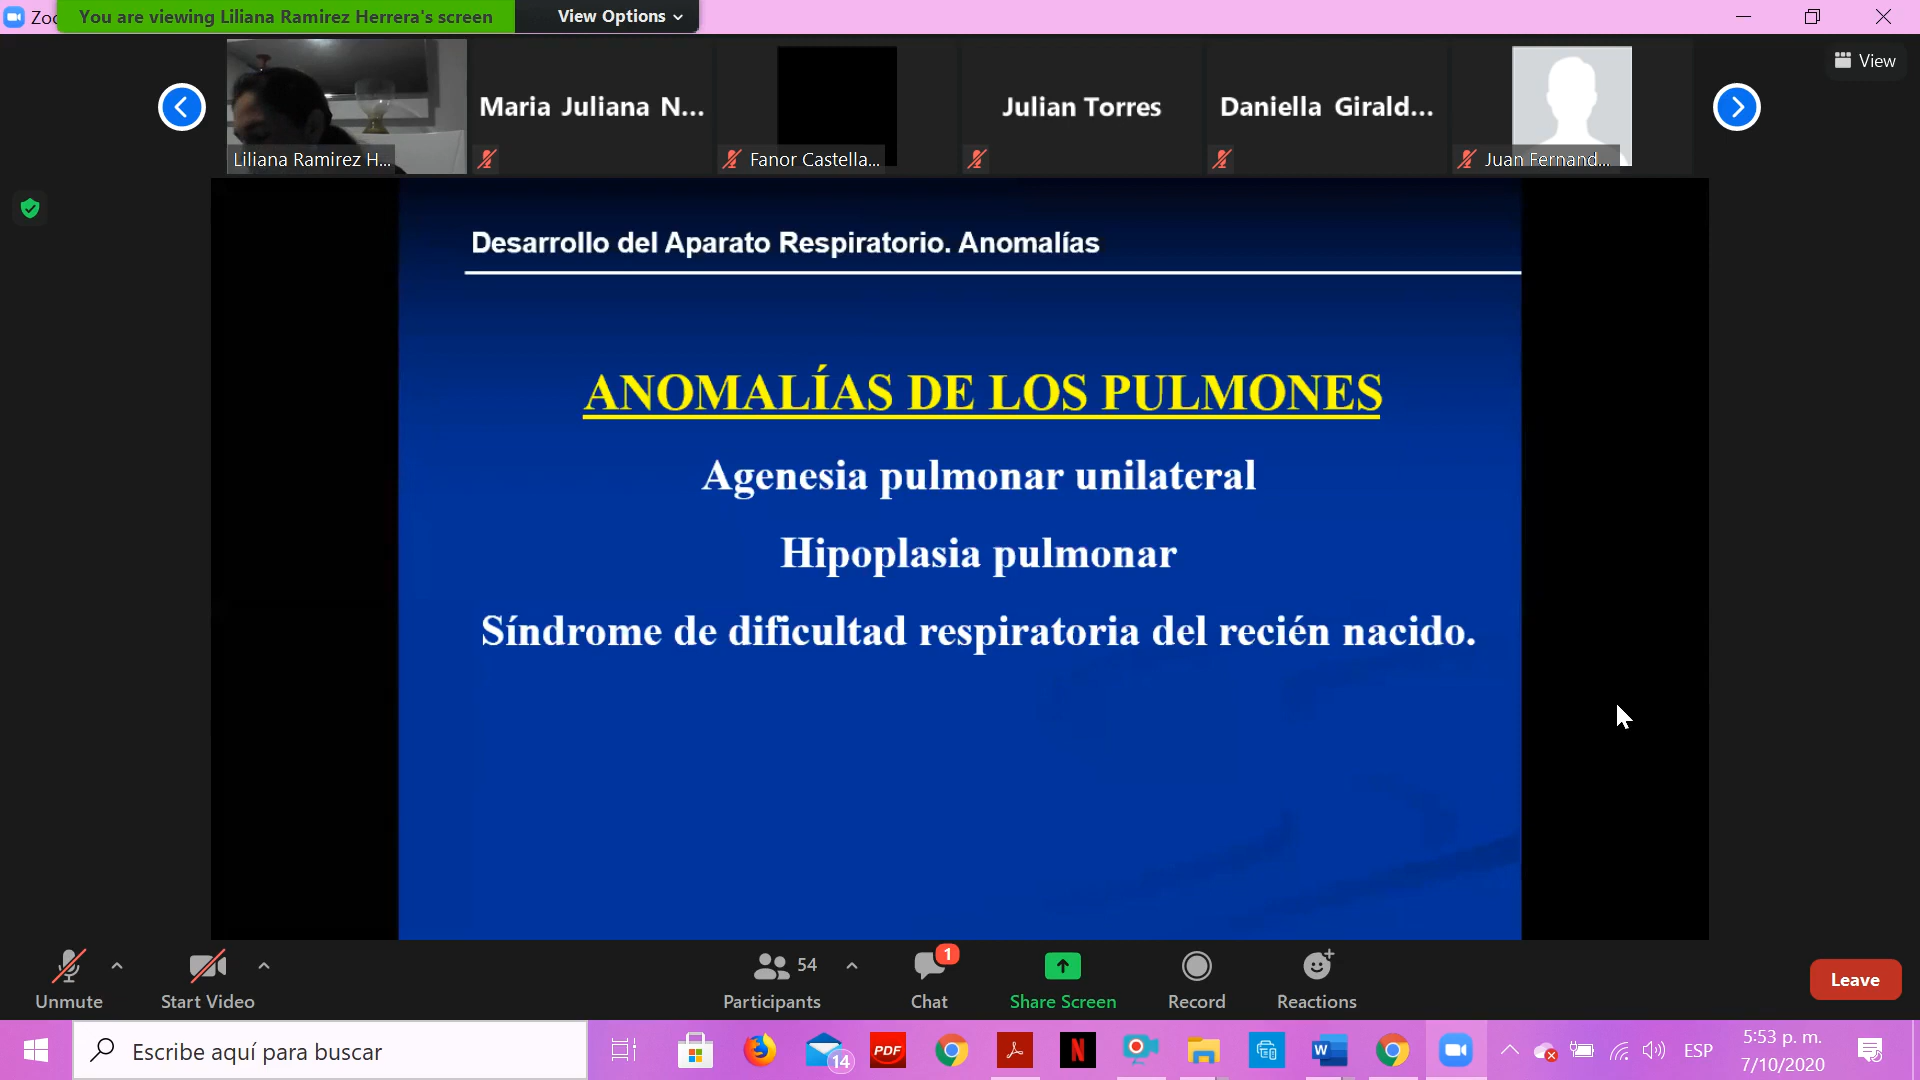 Zoo
You are viewing Liliana Ramirez Herrera's screen
View Options
View
Liliana Ramirez H...
Maria Juliana N...
Fanor Castella...
Julian Torres
Daniella Girald...
Juan Fernand...
Desarrollo del Aparato Respiratorio. Anomalías
ANOMALÍAS DE LOS PULMONES
Agenesia pulmonar unilateral
Hipoplasia pulmonar
Síndrome de dificultad respiratoria del recién nacido.
Unmute
Start Video
54
Participants
1
Chat
Share Screen
Record
Reactions
Leave
Escribe aquí para buscar
14
PDF
N
W
ESP
5:53 p. m.
7/10/2020